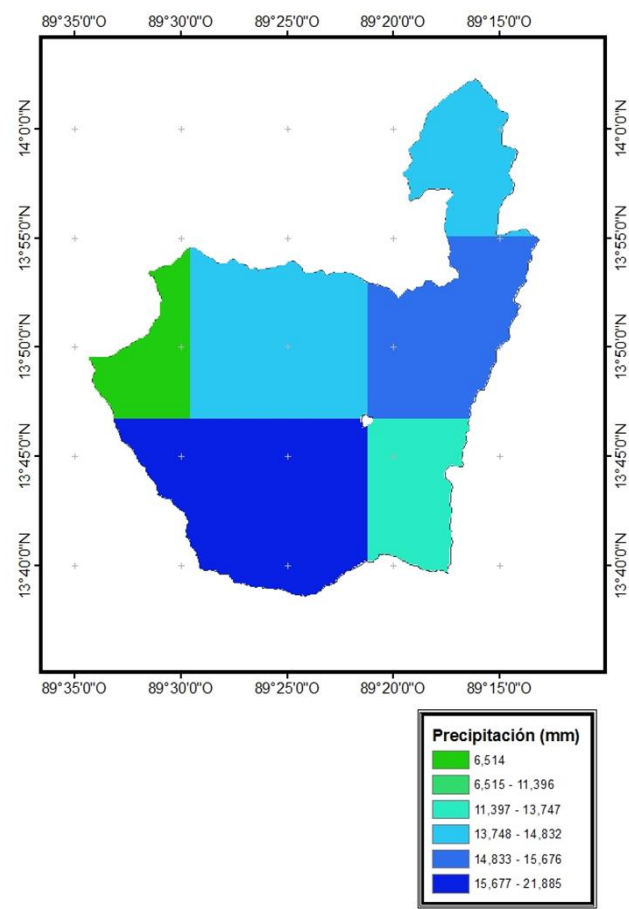 89°35'0"O 89°30'0"O 89°25'0"O 89°20'0"O 89°15'0"O
14°0'0"N 14°0'0"N
13°55'0"N 13°55'0"N
13°50'0"N 13°50'0"N
13°45'0"N 13°45'0"N
13°40'0"N 13°40'0"N
89°35'0"O 89°30'0"O 89°25'0"O 89°20'0"O 89°15'0"O
Precipitación (mm)
6,514
6,515 - 11,396
11,397 - 13,747
13,748 - 14,832
14,833 - 15,676
15,677 - 21,885